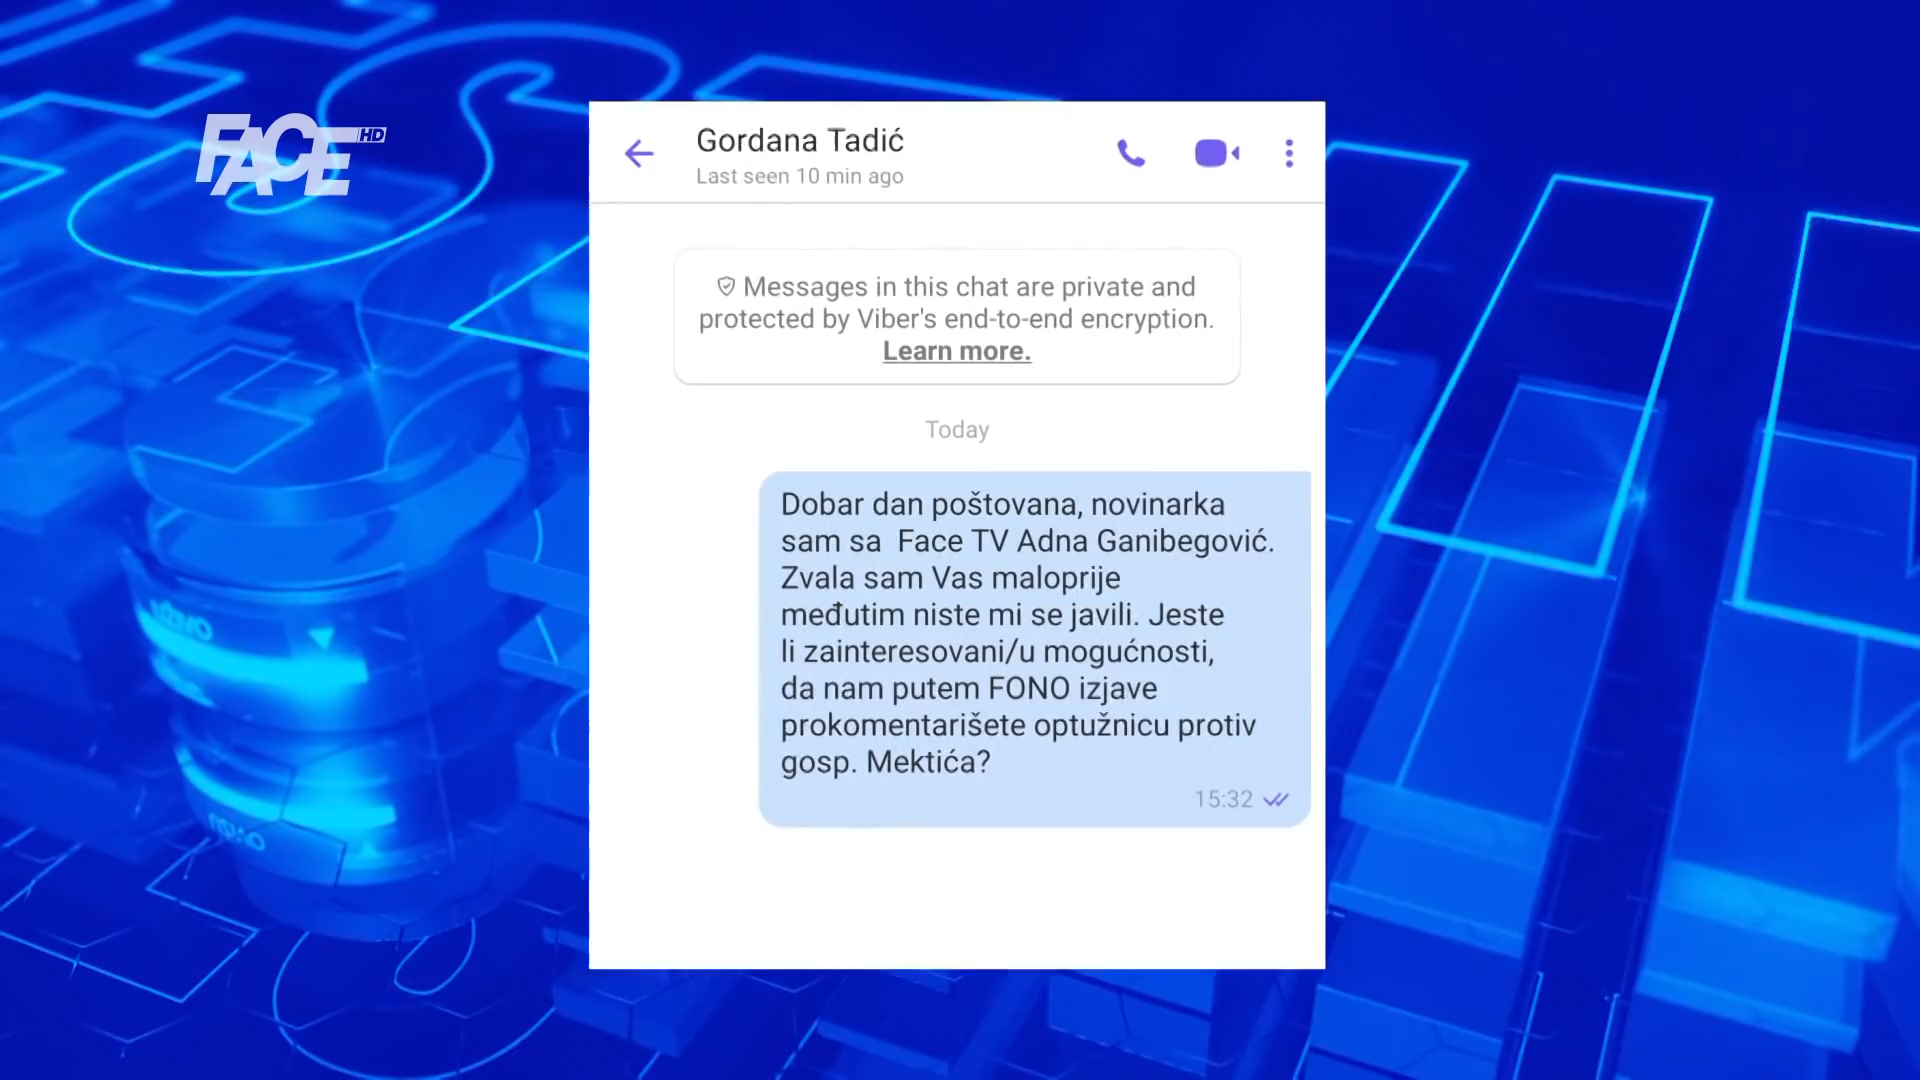 FACE HD
Gordana Tadić
Last seen 10 min ago
Messages in this chat are private and
protected by Viber's end-to-end encryption.
Learn more.
Today
Dobar dan poštovana, novinarka
sam sa  Face TV Adna Ganibegović.
Zvala sam Vas maloprije
međutim niste mi se javili. Jeste
li zainteresovani/u mogućnosti,
da nam putem FONO izjave
prokomentarišete optužnicu protiv
gosp. Mektića?
15:32